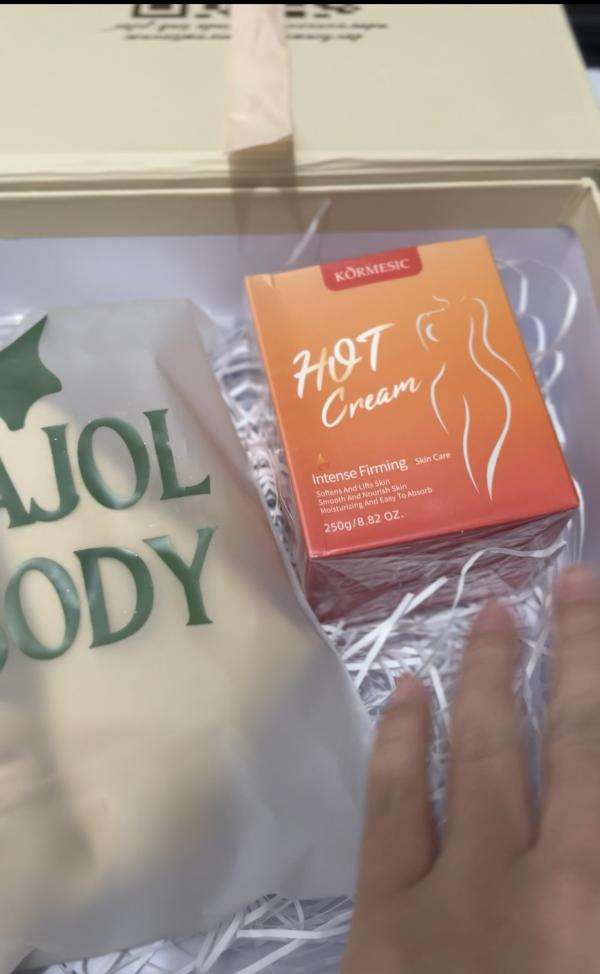 KÖRMESIC
HOT
Cream
Intense Firming Skin Care
Softens And Lifts Skin
Smooth And Nourish Skin
Moisturizing And Easy To Absorb
250g/8.82 OZ.
AJOL
BODY